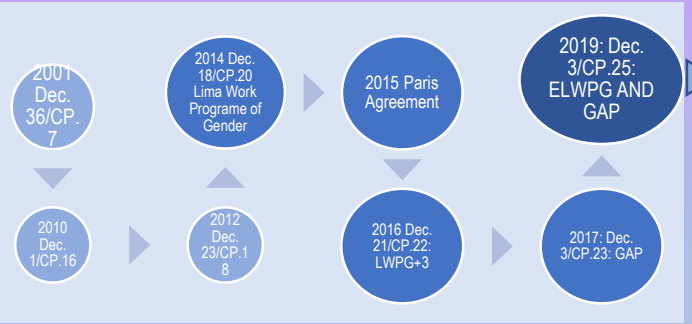 2001
Dec.
36/CP.
7
2010
Dec.
1/CP.16
2012
Dec.
23/CP.1
8
2014 Dec.
18/CP.20
Lima Work
Programe of
Gender
2015 Paris
Agreement
2016 Dec.
21/CP.22:
LWPG+3
2017: Dec.
3/CP.23: GAP
2019: Dec.
3/CP.25:
ELWPG AND
GAP